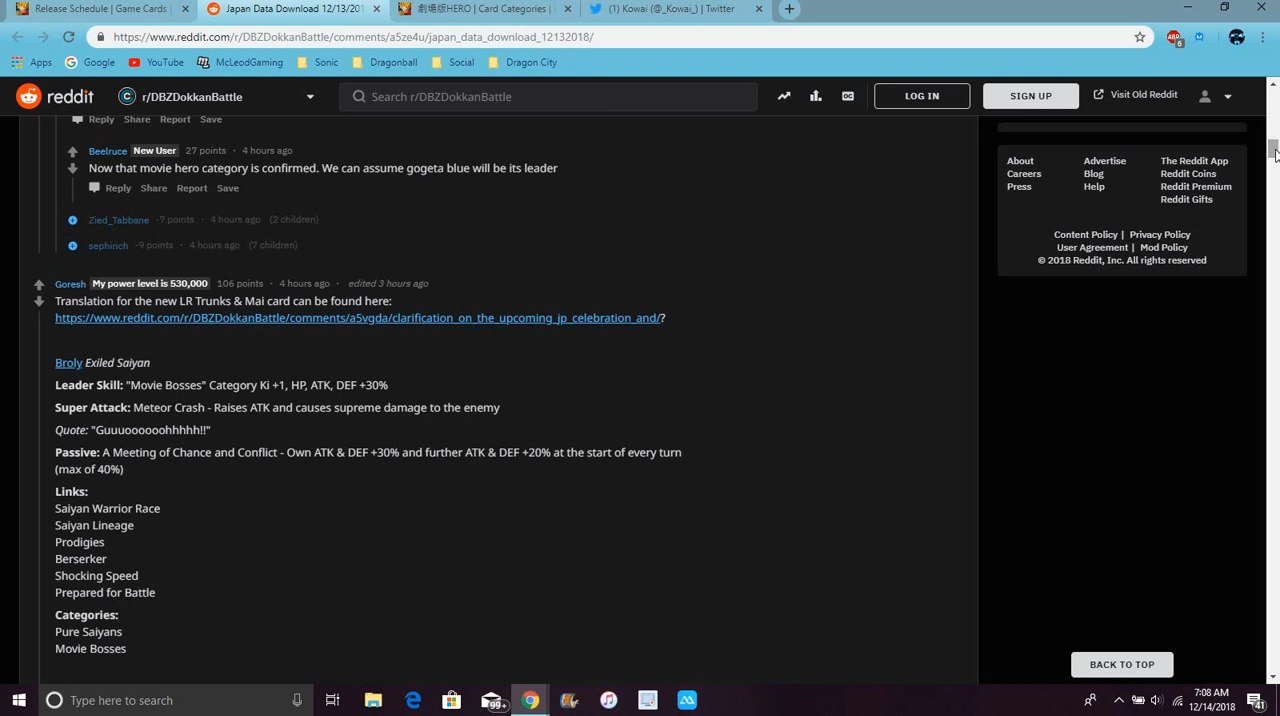 Release Schedule | Game Cards |
Japan Data Download 12/13/201
劇場版HERO | Card Categories |
(1) Kowai (@_Kowai_) | Twitter
https://www.reddit.com/r/DBZDokkanBattle/comments/a5ze4u/japan_data_download_12132018/
ABP
6
Apps
Google
YouTube
McLeodGaming
Sonic
Dragonball
Social
Dragon City
reddit
r/DBZDokkanBattle
Search r/DBZDokkanBattle
LOG IN
SIGN UP
Visit Old Reddit
Reply Share Report Save
Beelruce New User 27 points · 4 hours ago
Now that movie hero category is confirmed. We can assume gogeta blue will be its leader
Reply Share Report Save
Zied_Tabbane -7 points · 4 hours ago (2 children)
sephirich -9 points · 4 hours ago (7 children)
Goresh My power level is 530,000 106 points · 4 hours ago · edited 3 hours ago
Translation for the new LR Trunks & Mai card can be found here:
https://www.reddit.com/r/DBZDokkanBattle/comments/a5vgda/clarification_on_the_upcoming_jp_celebration_and/?
Broly Exiled Saiyan
Leader Skill: "Movie Bosses" Category Ki +1, HP, ATK, DEF +30%
Super Attack: Meteor Crash - Raises ATK and causes supreme damage to the enemy
Quote: "Guuuoooooohhhhh!!"
Passive: A Meeting of Chance and Conflict - Own ATK & DEF +30% and further ATK & DEF +20% at the start of every turn
(max of 40%)
Links:
Saiyan Warrior Race
Saiyan Lineage
Prodigies
Berserker
Shocking Speed
Prepared for Battle
Categories:
Pure Saiyans
Movie Bosses
About Advertise The Reddit App
Careers Blog Reddit Coins
Press Help Reddit Premium
Reddit Gifts
Content Policy | Privacy Policy
User Agreement | Mod Policy
© 2018 Reddit, Inc. All rights reserved
BACK TO TOP
Type here to search
99+
7:08 AM
12/14/2018
41